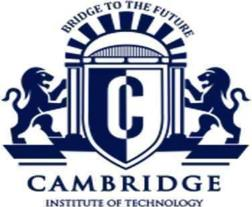 BRIDGE TO THE FUTURE
C
CAMBRIDGE
INSTITUTE OF TECHNOLOGY